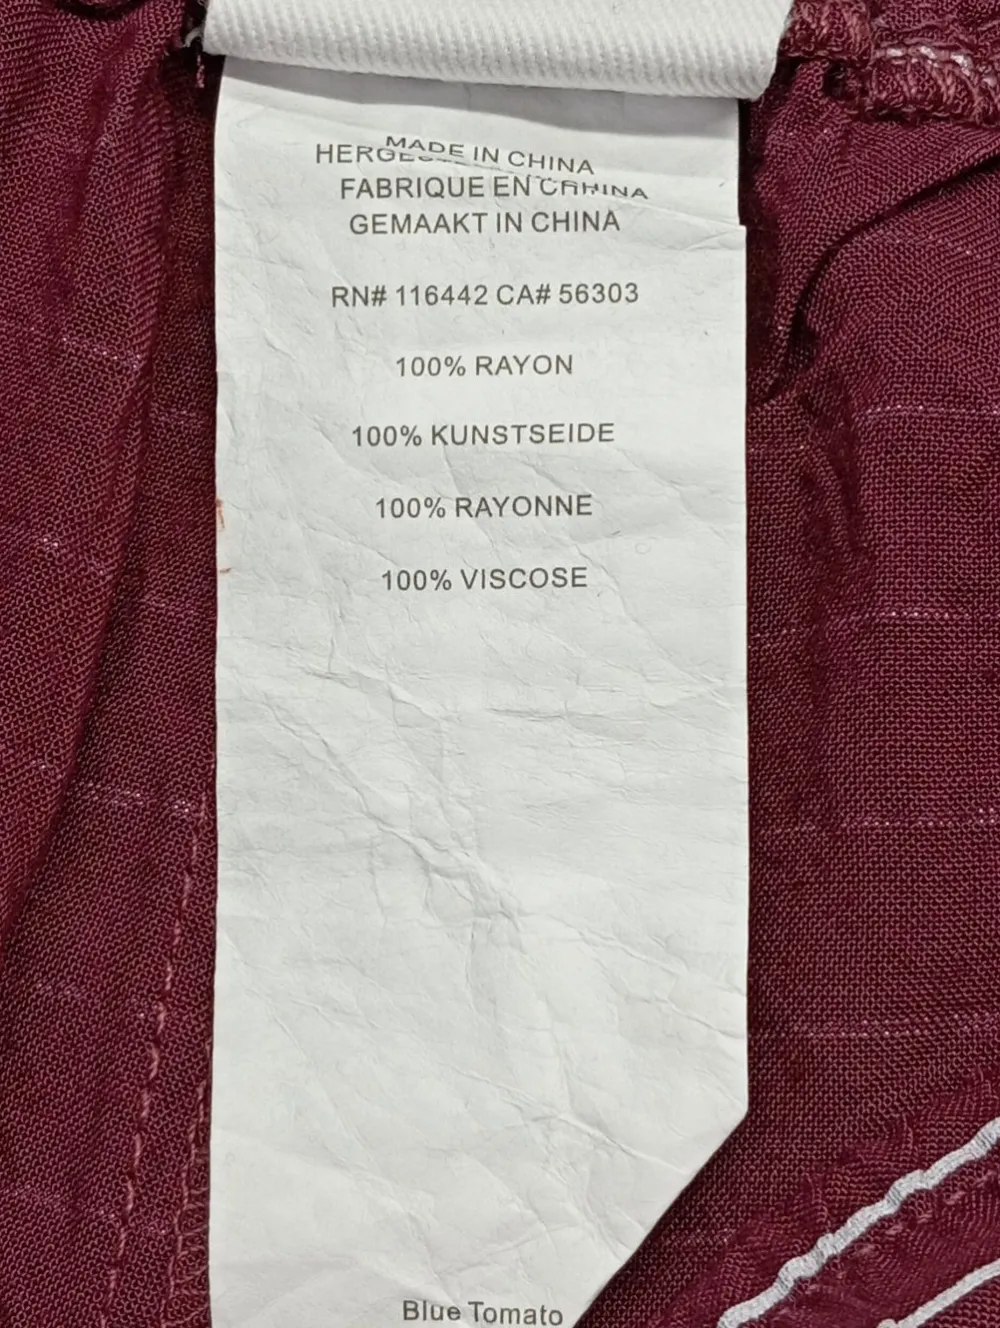 MADE IN CHINA
FABRIQUE EN CHINA
GEMAAKT IN CHINA
RN# 116442 CA# 56303
100% RAYON
100% KUNSTSEIDE
100% RAYONNE
100% VISCOSE
Blue Tomato